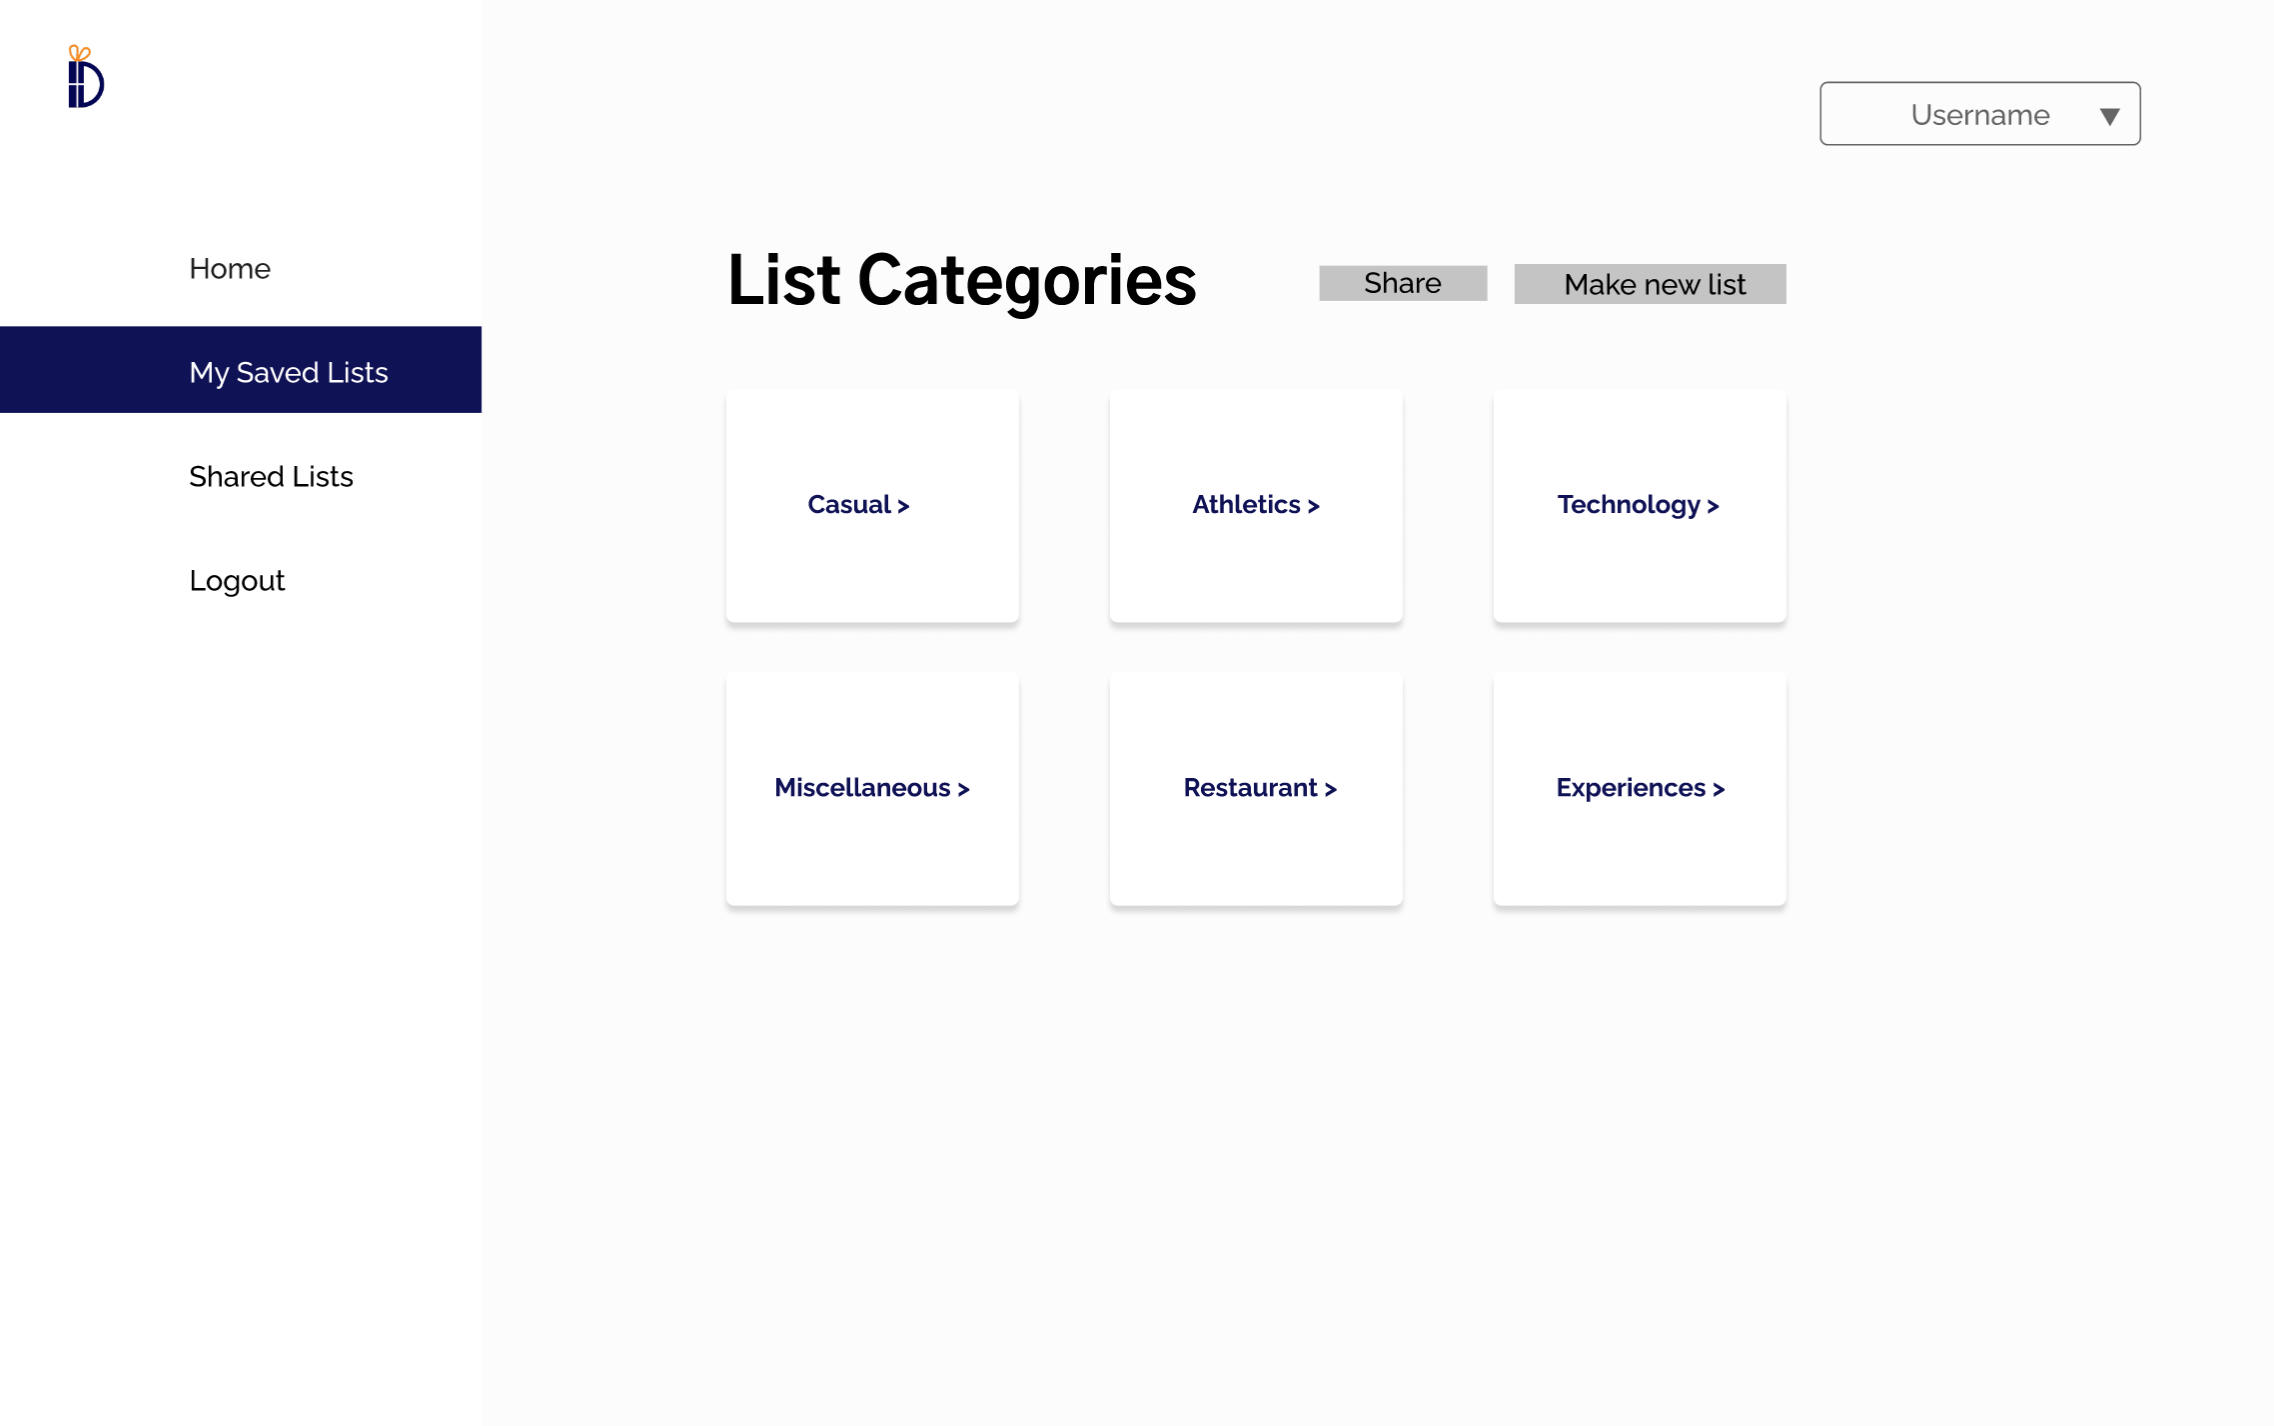 Username ▼
Home
My Saved Lists
Shared Lists
Logout
List Categories
Share
Make new list
Casual >
Athletics >
Technology >
Miscellaneous >
Restaurant >
Experiences >